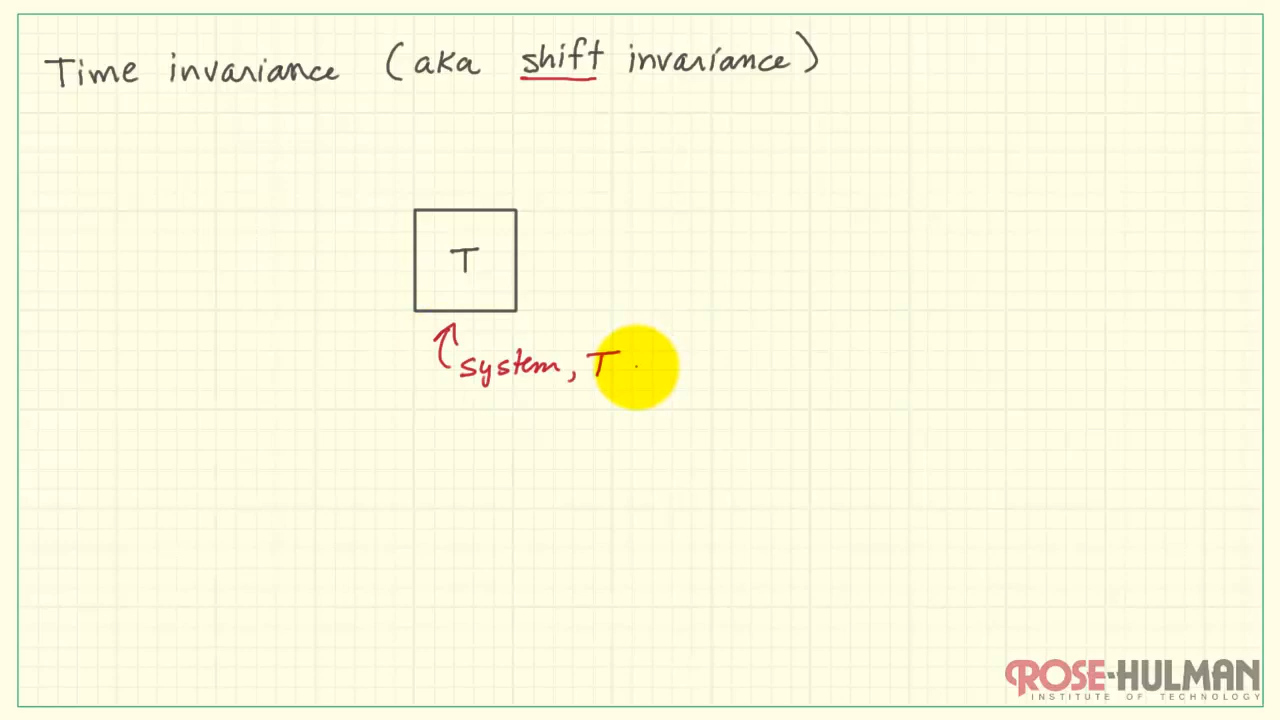 Time invariance (aka shift invariance)
T
system, T
ROSE-HULMAN
INSTITUTE OF TECHNOLOGY